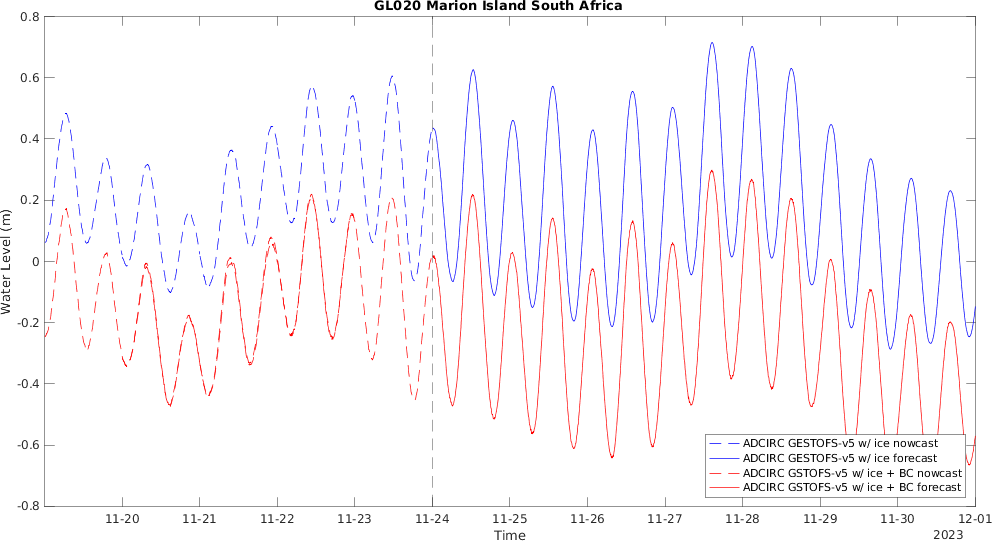 GL020 Marion Island South Africa
Water Level (m)
0.8
0.6
0.4
0.2
0
-0.2
-0.4
-0.6
-0.8
ADCIRC GESTOFS-v5 w/ ice nowcast
ADCIRC GESTOFS-v5 w/ ice forecast
ADCIRC GSTOFS-v5 w/ ice + BC nowcast
ADCIRC GSTOFS-v5 w/ ice + BC forecast
11-20 11-21 11-22 11-23 11-24 11-25 11-26 11-27 11-28 11-29 11-30 12-01
Time
2023